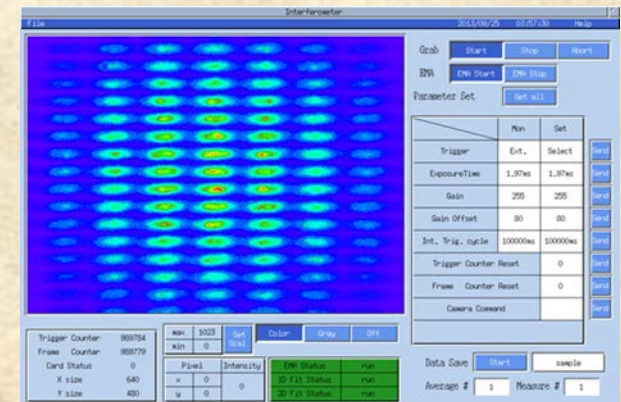 Interferometer
File 2013/09/25 03:57:30 Help
Grab Start Stop Abort
EMA EMA Start EMA Stop
Parameter Set Get all
Mon Set
Trigger Ext. Select Send
ExposureTime 1.97ms 1.97ms Send
Gain 255 255 Send
Gain Offset 80 80 Send
Int. Trig. cycle 100000ms 100000ms Send
Trigger Counter Reset 0 Send
Frame Counter Reset 0 Send
Camera Command Send
Trigger Counter 989784
Frame Counter 989779
Card Status 0
X size 640
Y size 480
max 1023
min 0
Set Scal
Color Gray Off
Pixel Intensity
x 0
y 0
0
EMA Status run
1D Fit Status run
2D Fit Status run
Data Save Start sample
Average # 1 Measure # 1